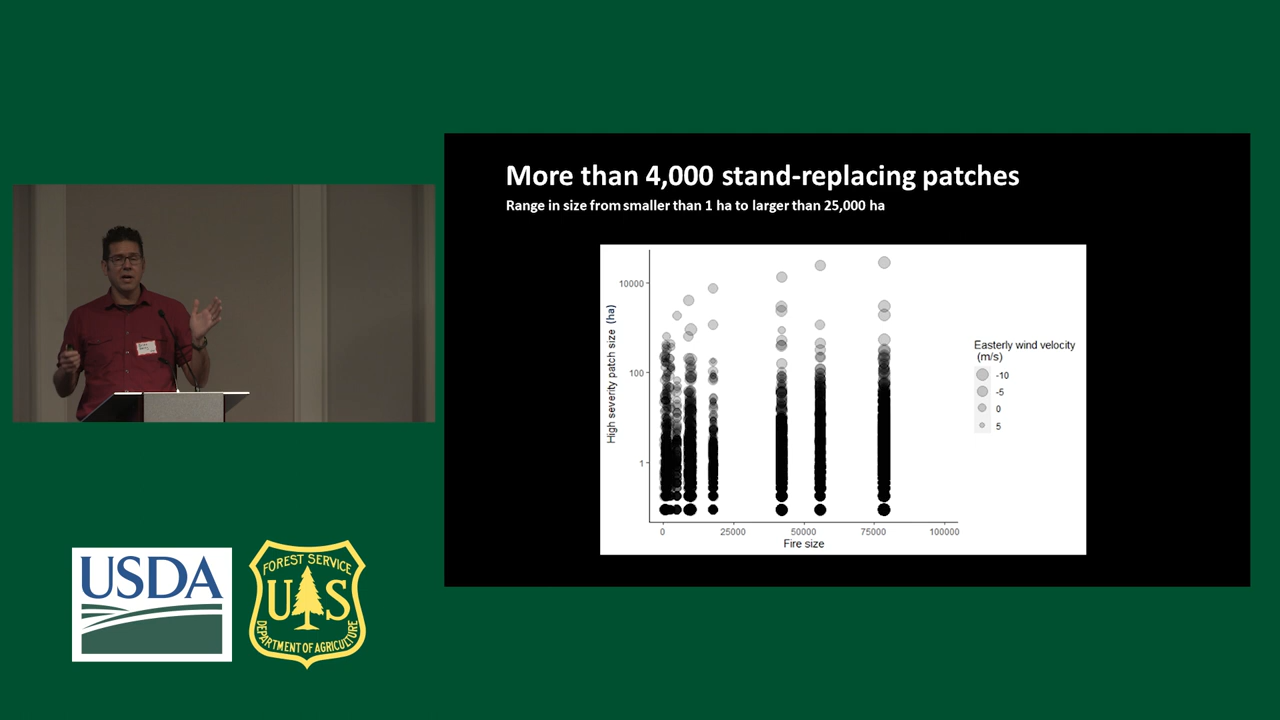 More than 4,000 stand-replacing patches
Range in size from smaller than 1 ha to larger than 25,000 ha
High severity patch size (ha)
10000
100
1
0
25000
50000
75000
100000
Fire size
Easterly wind velocity
(m/s)
-10
-5
0
5
USDA
FOREST SERVICE
U S
DEPARTMENT OF AGRICULTURE